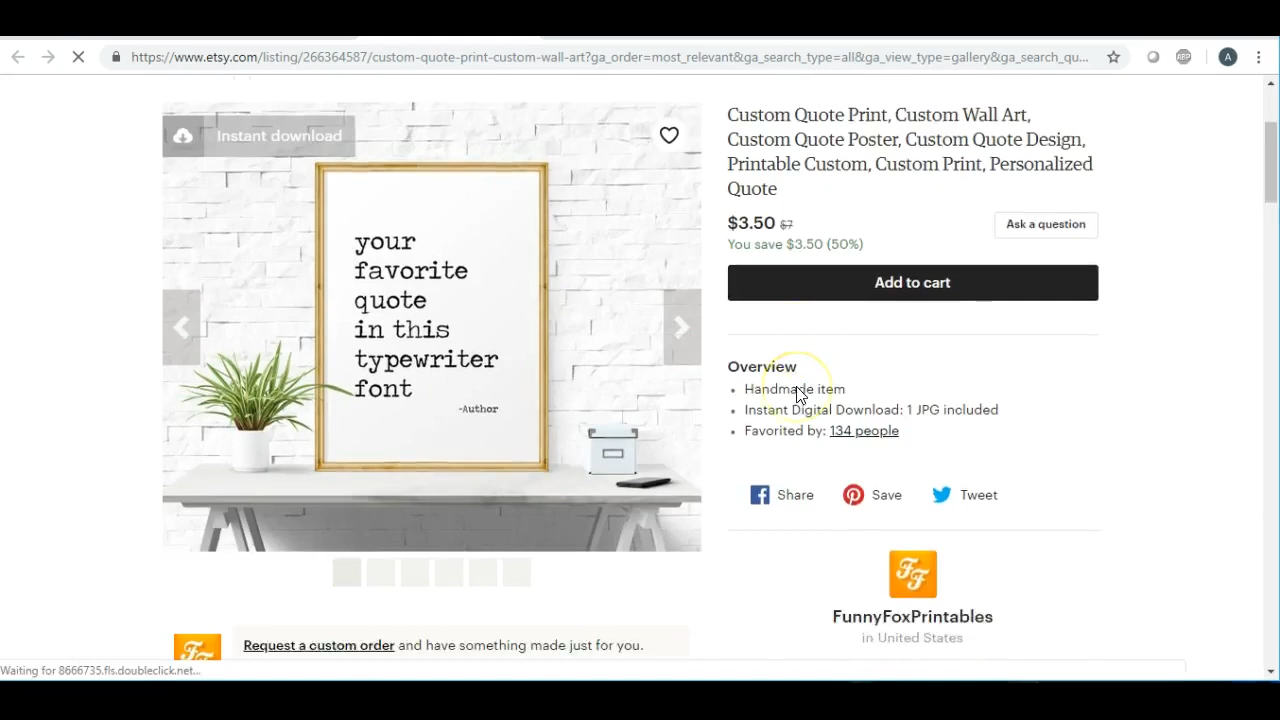 https://www.etsy.com/listing/266364587/custom-quote-print-custom-wall-art?ga_order=most_relevant&ga_search_type=all&ga_view_type=gallery&ga_search_qu...
ABP
A
Instant download
your
favorite
quote
in this
typewriter
font
-Author
Custom Quote Print, Custom Wall Art,
Custom Quote Poster, Custom Quote Design,
Printable Custom, Custom Print, Personalized
Quote
$3.50 $7
Ask a question
You save $3.50 (50%)
Add to cart
Overview
• Handmade item
• Instant Digital Download: 1 JPG included
• Favorited by: 134 people
Share
Save
Tweet
FF
FunnyFoxPrintables
in United States
Request a custom order and have something made just for you.
Waiting for 8666735.fls.doubleclick.net...